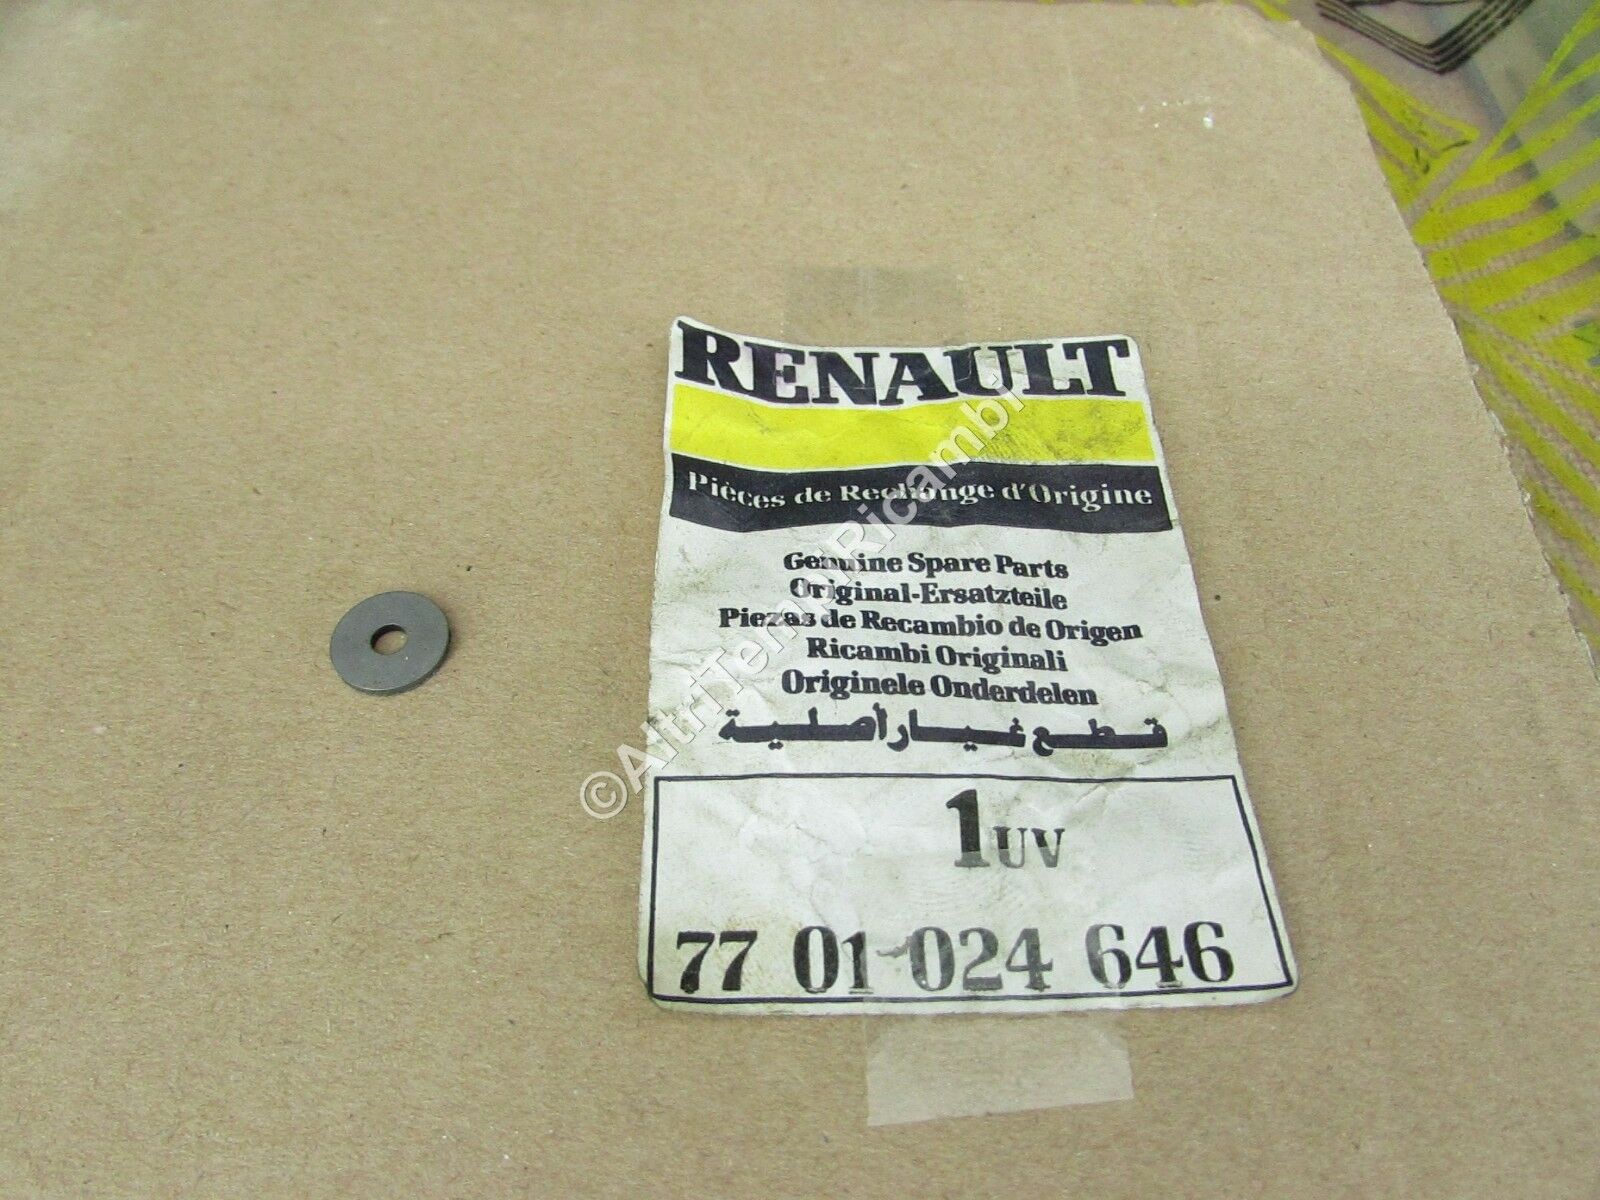 RENAULT
Pièces de Rechange d'Origine
Genuine Spare Parts
Original-Ersatzteile
Piezas de Recambio de Origen
Ricambi Originali
Originele Onderdelen
قطع غيار أصلية
1UV
77 01 024 646
©AltriTempiRicambi